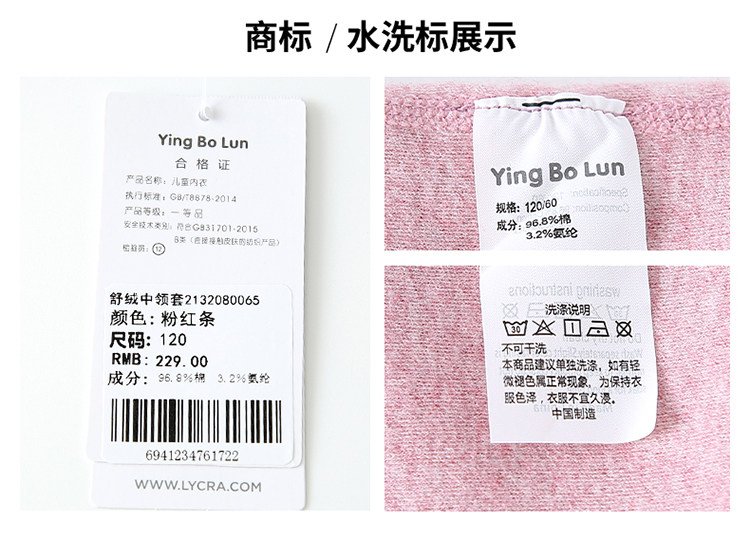 商标 / 水洗标展示
Ying Bo Lun
合格证
产品名称: 儿童内衣
执行标准: GB/T8878-2014
产品等级: 一等品
安全技术类别: 符合GB31701-2015
B类 (直接接触皮肤的纺织产品)
检验员: 12
舒绒中领套2132080065
颜色: 粉红条
尺码: 120
RMB: 229.00
成分: 96.8%棉 3.2%氨纶
6941234761722
WWW.LYCRA.COM
Ying Bo Lun
规格: 120/60
成分: 96.8%棉
3.2%氨纶
洗涤说明
30
不可干洗
本商品建议单独洗涤，如有轻
微褪色属正常现象，为保持衣
服色泽，衣服不宜久浸。
中国制造